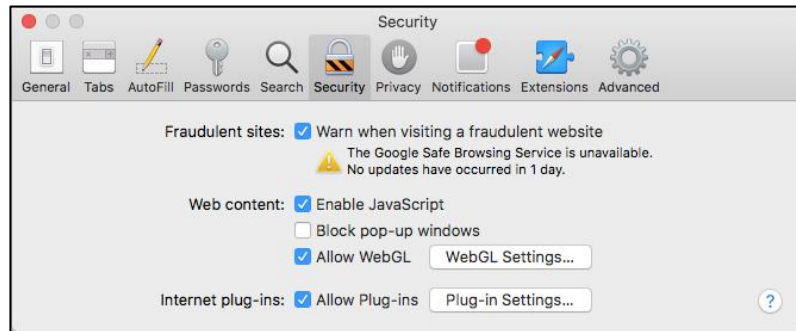 Security
General Tabs AutoFill Passwords Search Security Privacy Notifications Extensions Advanced
Fraudulent sites: Warn when visiting a fraudulent website
The Google Safe Browsing Service is unavailable.
No updates have occurred in 1 day.
Web content: Enable JavaScript
Block pop-up windows
Allow WebGL WebGL Settings...
Internet plug-ins: Allow Plug-ins Plug-in Settings... ?